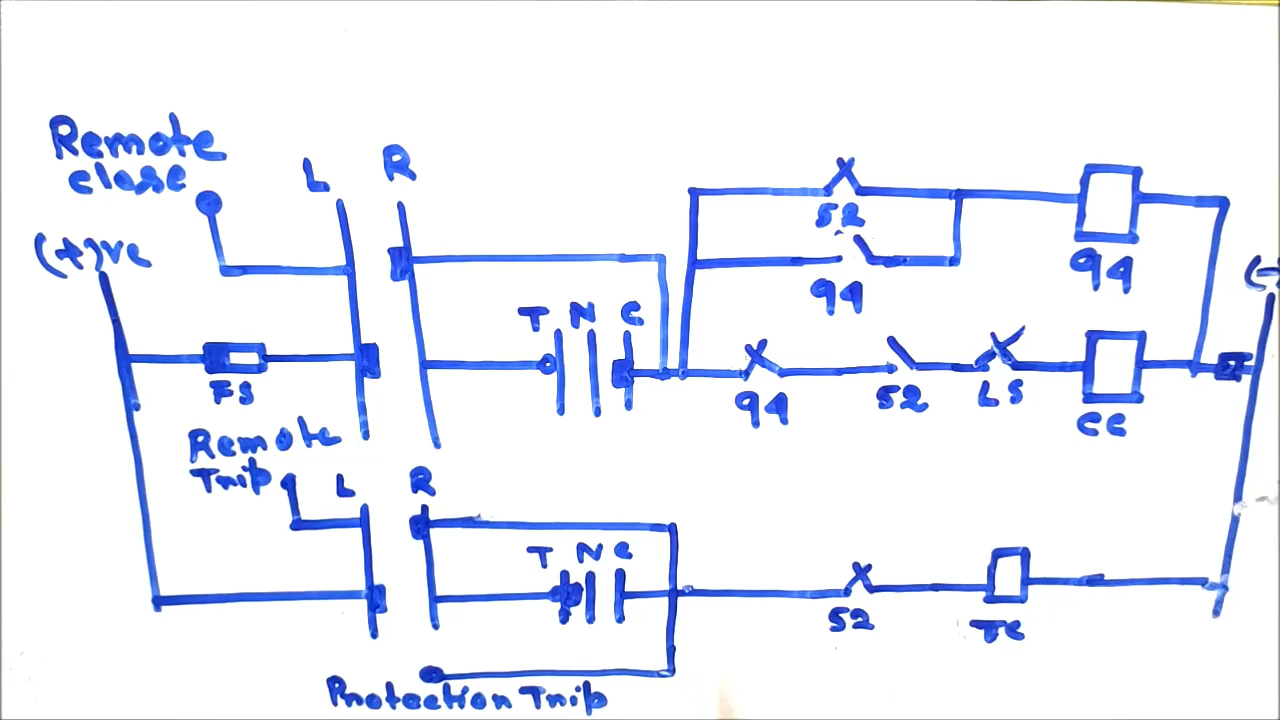 Remote
close
L
R
(+)ve
52
94
94
(-
T N C
FS
94
52
LS
CC
Remote
Trip
L
R
T N C
52
TC
Protection Trip